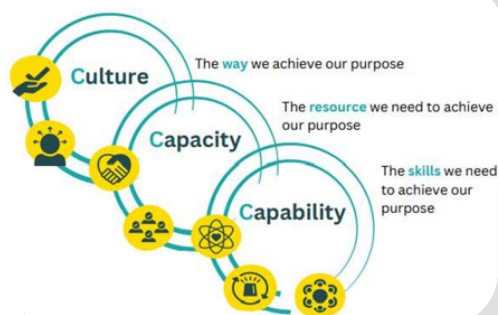 Culture
The way we achieve our purpose
Capacity
The resource we need to achieve
our purpose
Capability
The skills we need
to achieve our
purpose